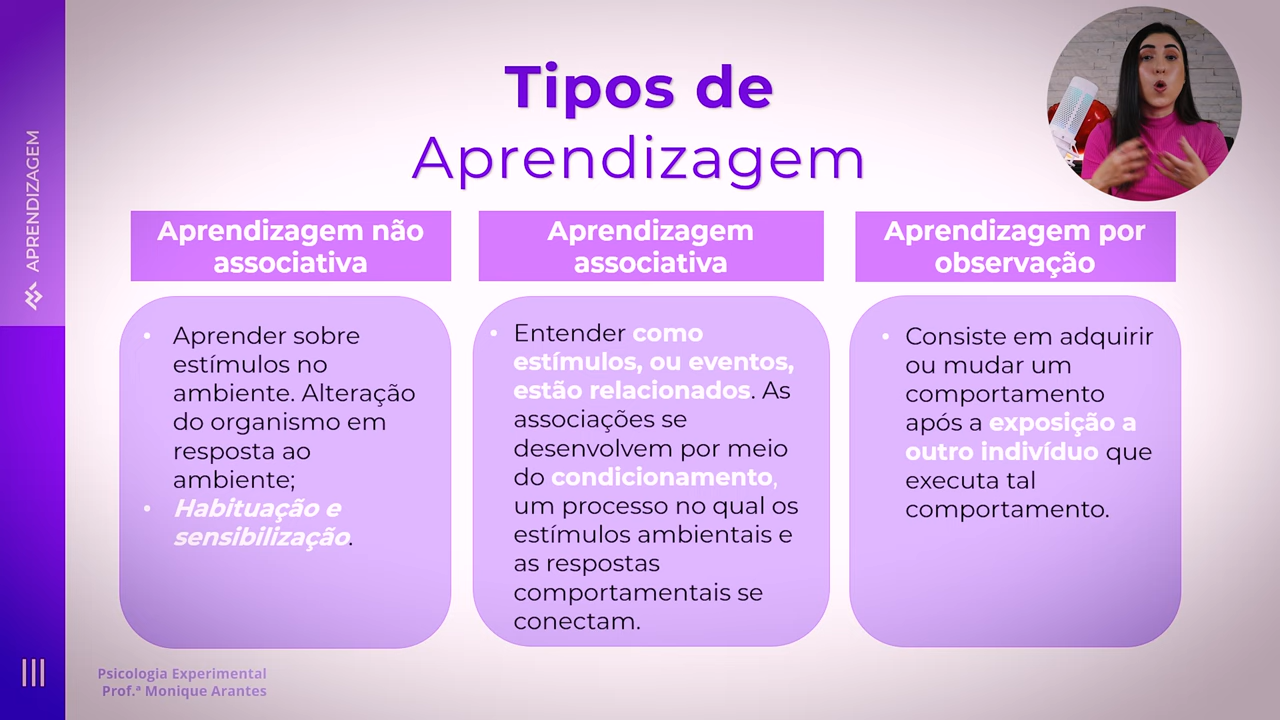 APRENDIZAGEM
Tipos de
Aprendizagem
Aprendizagem não
associativa
• Aprender sobre
estímulos no
ambiente. Alteração
do organismo em
resposta ao
ambiente;
• Habituação e
sensibilização.
Aprendizagem
associativa
• Entender como
estímulos, ou eventos,
estão relacionados. As
associações se
desenvolvem por meio
do condicionamento,
um processo no qual os
estímulos ambientais e
as respostas
comportamentais se
conectam.
Aprendizagem por
observação
• Consiste em adquirir
ou mudar um
comportamento
após a exposição a
outro indivíduo que
executa tal
comportamento.
Psicologia Experimental
Prof.ª Monique Arantes